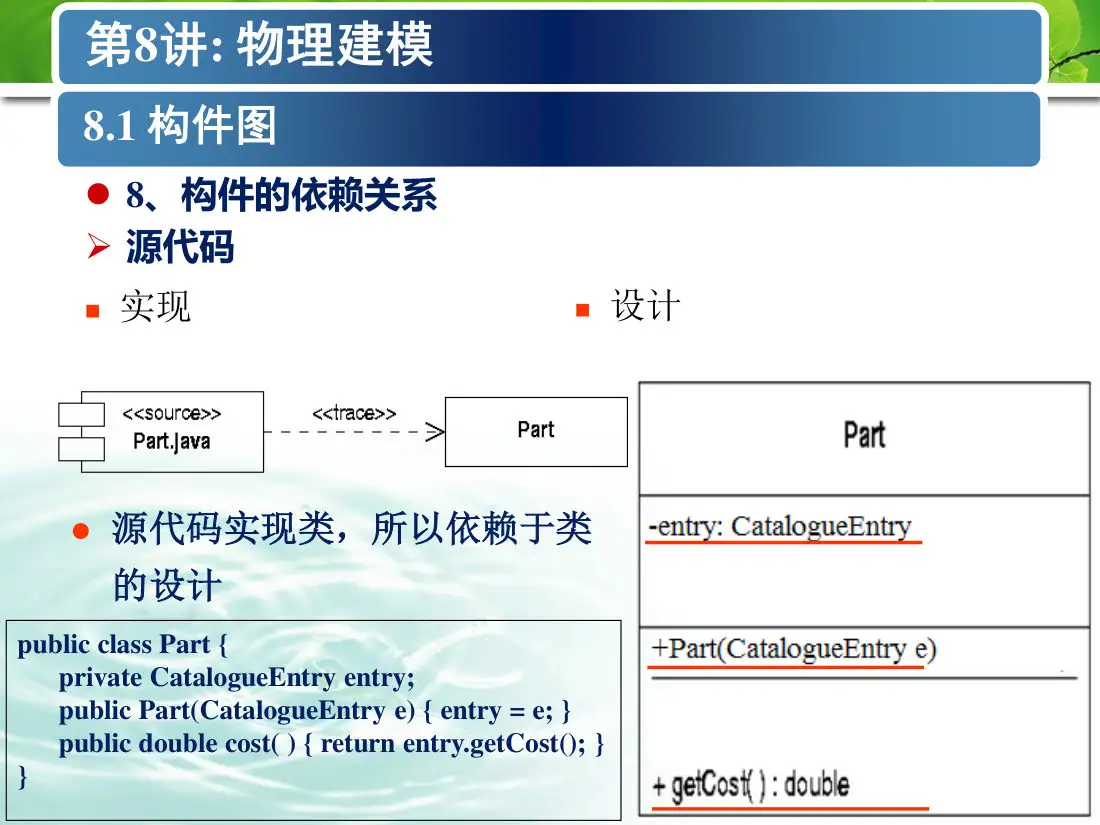 第8讲: 物理建模
8.1 构件图
8、构件的依赖关系
源代码
实现
设计
<<source>>
Part.java
<<trace>>
Part
源代码实现类，所以依赖于类
的设计
public class Part {
private CatalogueEntry entry;
public Part(CatalogueEntry e) { entry = e; }
public double cost( ) { return entry.getCost(); }
}
Part
-entry: CatalogueEntry
+Part(CatalogueEntry e)
+ getCost( ) : double